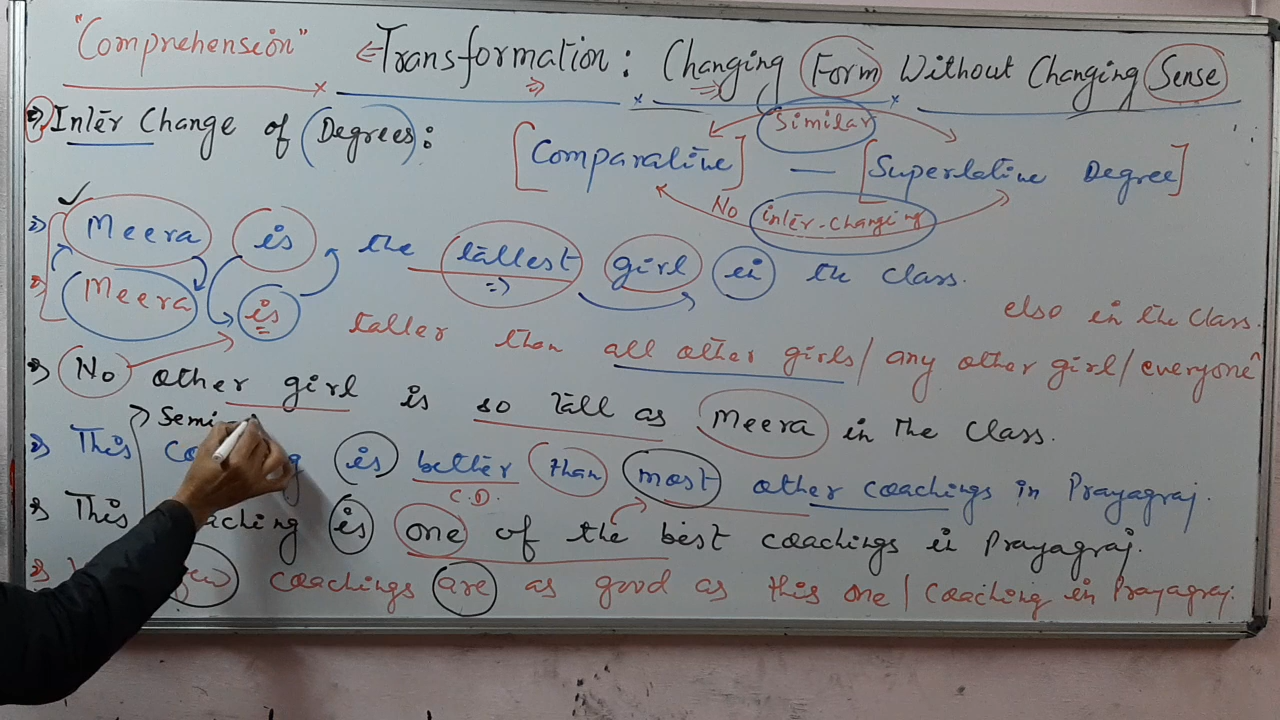 "Comprehension" Transformation: Changing Form Without Changing Sense
Inter Change of Degrees:
Similar
[Comparative] — [Superlative Degree]
No inter-changing
Meera is the tallest girl in the class.
else in the class.
Meera is taller than all other girls/ any other girl/ everyone^
No other girl is so tall as Meera in the class.
Semi
This is better than most other coachings in Prayagraj.
C.D.
This is one of the best coachings in Prayagraj.
few coachings are as good as this one | Coaching in Prayagraj.